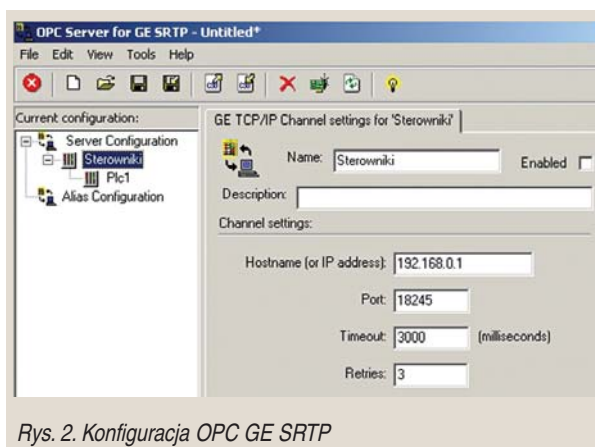 OPC Server for GE SRTP - Untitled*
File Edit View Tools Help
Current configuration:
Server Configuration
Sterowniki
Plc1
Alias Configuration
GE TCP/IP Channel settings for 'Sterowniki'
Name: Sterowniki
Enabled
Description:
Channel settings:
Hostname (or IP address): 192.168.0.1
Port: 18245
Timeout: 3000 (milliseconds)
Retries: 3
Rys. 2. Konfiguracja OPC GE SRTP